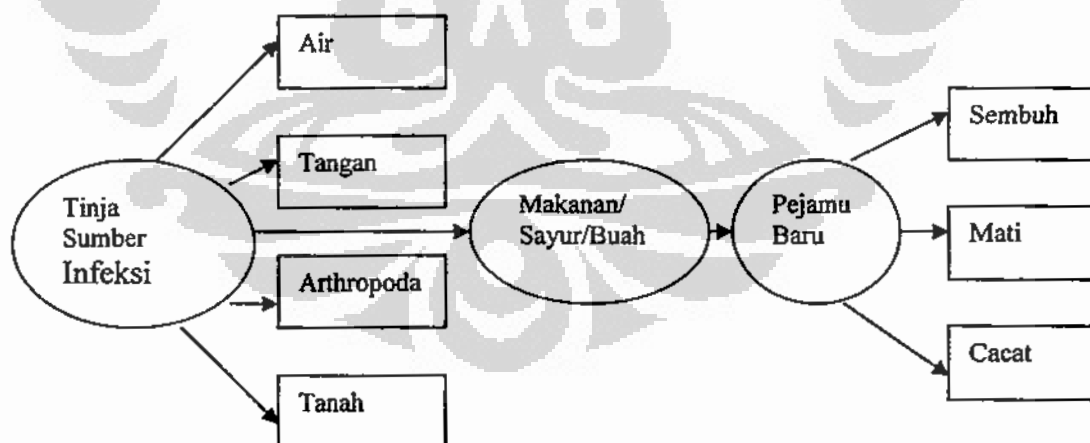 Air
Tangan
Tinja
Sumber
Infeksi
Arthropoda
Tanah
Makanan/
Sayur/Buah
Pejamu
Baru
Sembuh
Mati
Cacat